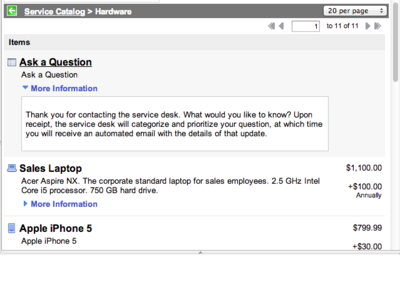 Service Catalog > Hardware
20 per page
1 to 11 of 11
Items
Ask a Question
Ask a Question
More Information
Thank you for contacting the service desk. What would you like to know? Upon
receipt, the service desk will categorize and prioritize your question, at which time
you will receive an automated email with the details of that update.
Sales Laptop
$1,100.00
Acer Aspire NX. The corporate standard laptop for sales employees. 2.5 GHz Intel
Core i5 processor. 750 GB hard drive.
+$100.00
Annually
More Information
Apple iPhone 5
$799.99
Apple iPhone 5
+$30.00